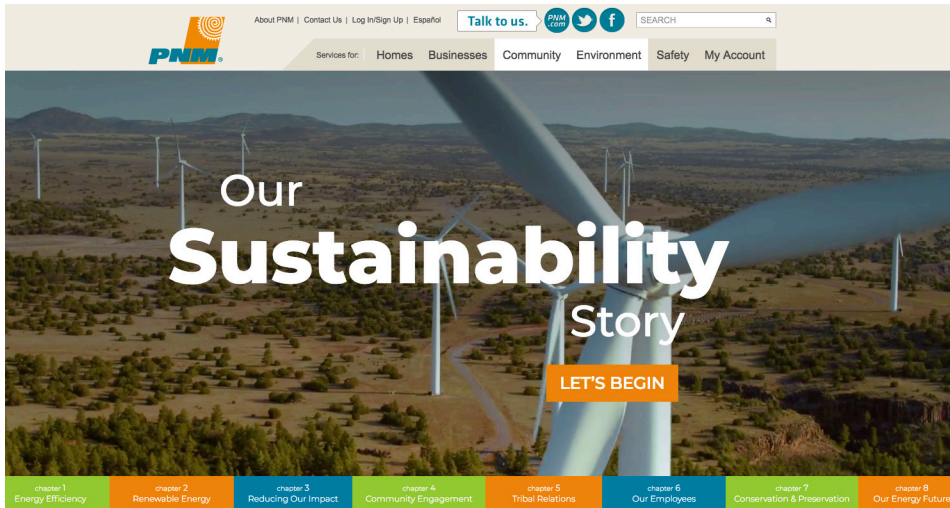 About PNM | Contact Us | Log In/Sign Up | Español
Talk to us.
PNM
.com
SEARCH
PNM®
Services for: Homes Businesses Community Environment Safety My Account
Our
Sustainability
Story
LET'S BEGIN
chapter 1
Energy Efficiency
chapter 2
Renewable Energy
chapter 3
Reducing Our Impact
chapter 4
Community Engagement
chapter 5
Tribal Relations
chapter 6
Our Employees
chapter 7
Conservation & Preservation
chapter 8
Our Energy Future